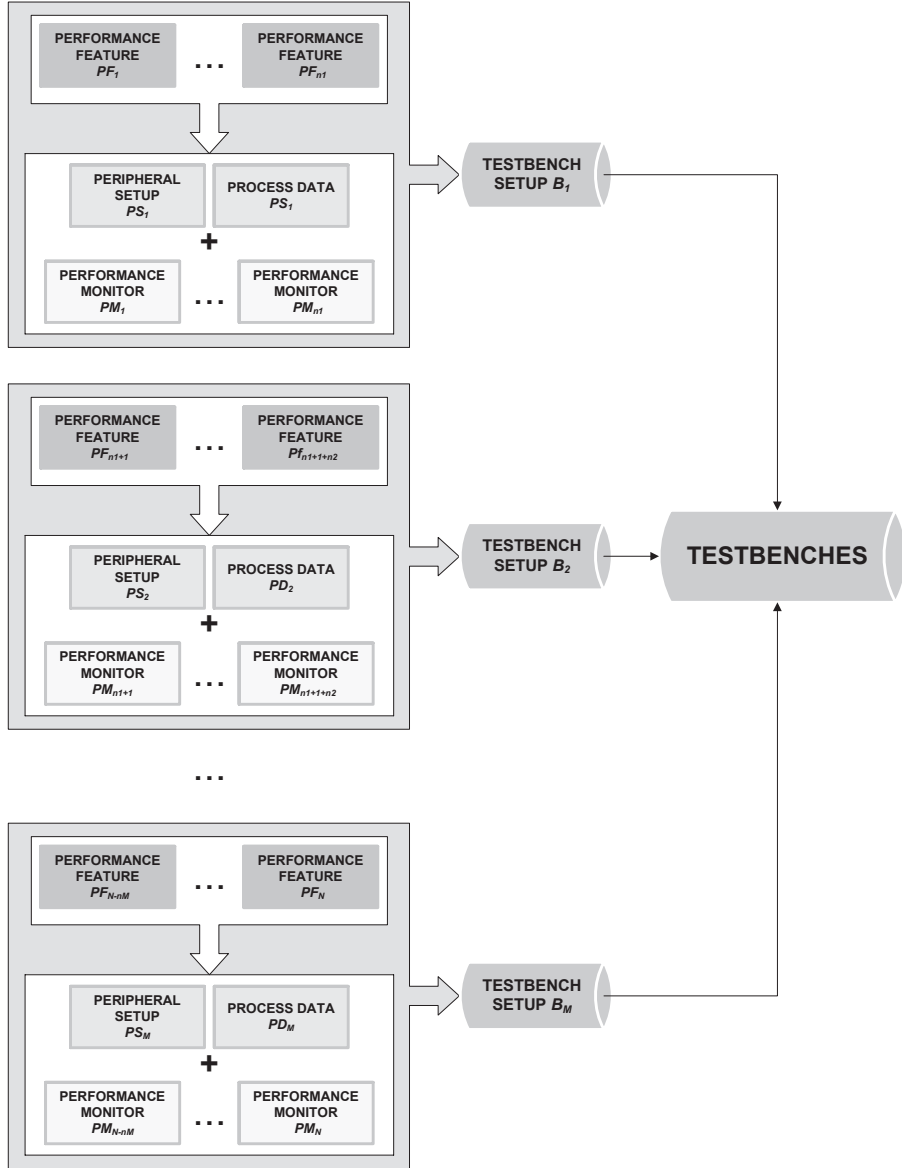 PERFORMANCE
FEATURE
PF1
...
PERFORMANCE
FEATURE
PFn1
PERIPHERAL
SETUP
PS1
PROCESS DATA
PS1
+
PERFORMANCE
MONITOR
PM1
...
PERFORMANCE
MONITOR
PMn1
TESTBENCH
SETUP B1
PERFORMANCE
FEATURE
PFn1+1
...
PERFORMANCE
FEATURE
Pfn1+1+n2
PERIPHERAL
SETUP
PS2
PROCESS DATA
PD2
+
PERFORMANCE
MONITOR
PMn1+1
...
PERFORMANCE
MONITOR
PMn1+1+n2
TESTBENCH
SETUP B2
TESTBENCHES
...
PERFORMANCE
FEATURE
PFN-nM
...
PERFORMANCE
FEATURE
PFN
PERIPHERAL
SETUP
PSM
PROCESS DATA
PDM
+
PERFORMANCE
MONITOR
PMN-nM
...
PERFORMANCE
MONITOR
PMN
TESTBENCH
SETUP BM